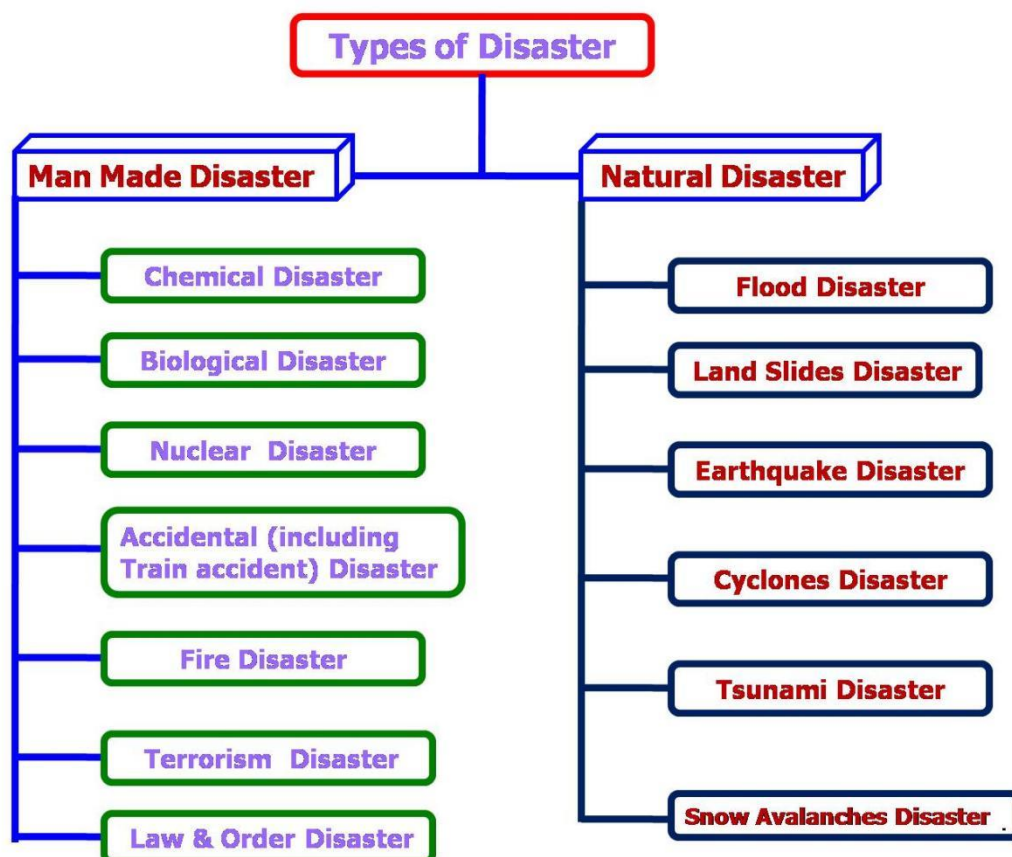 Types of Disaster
Man Made Disaster
Chemical Disaster
Biological Disaster
Nuclear Disaster
Accidental (including
Train accident) Disaster
Fire Disaster
Terrorism Disaster
Law & Order Disaster
Natural Disaster
Flood Disaster
Land Slides Disaster
Earthquake Disaster
Cyclones Disaster
Tsunami Disaster
Snow Avalanches Disaster .